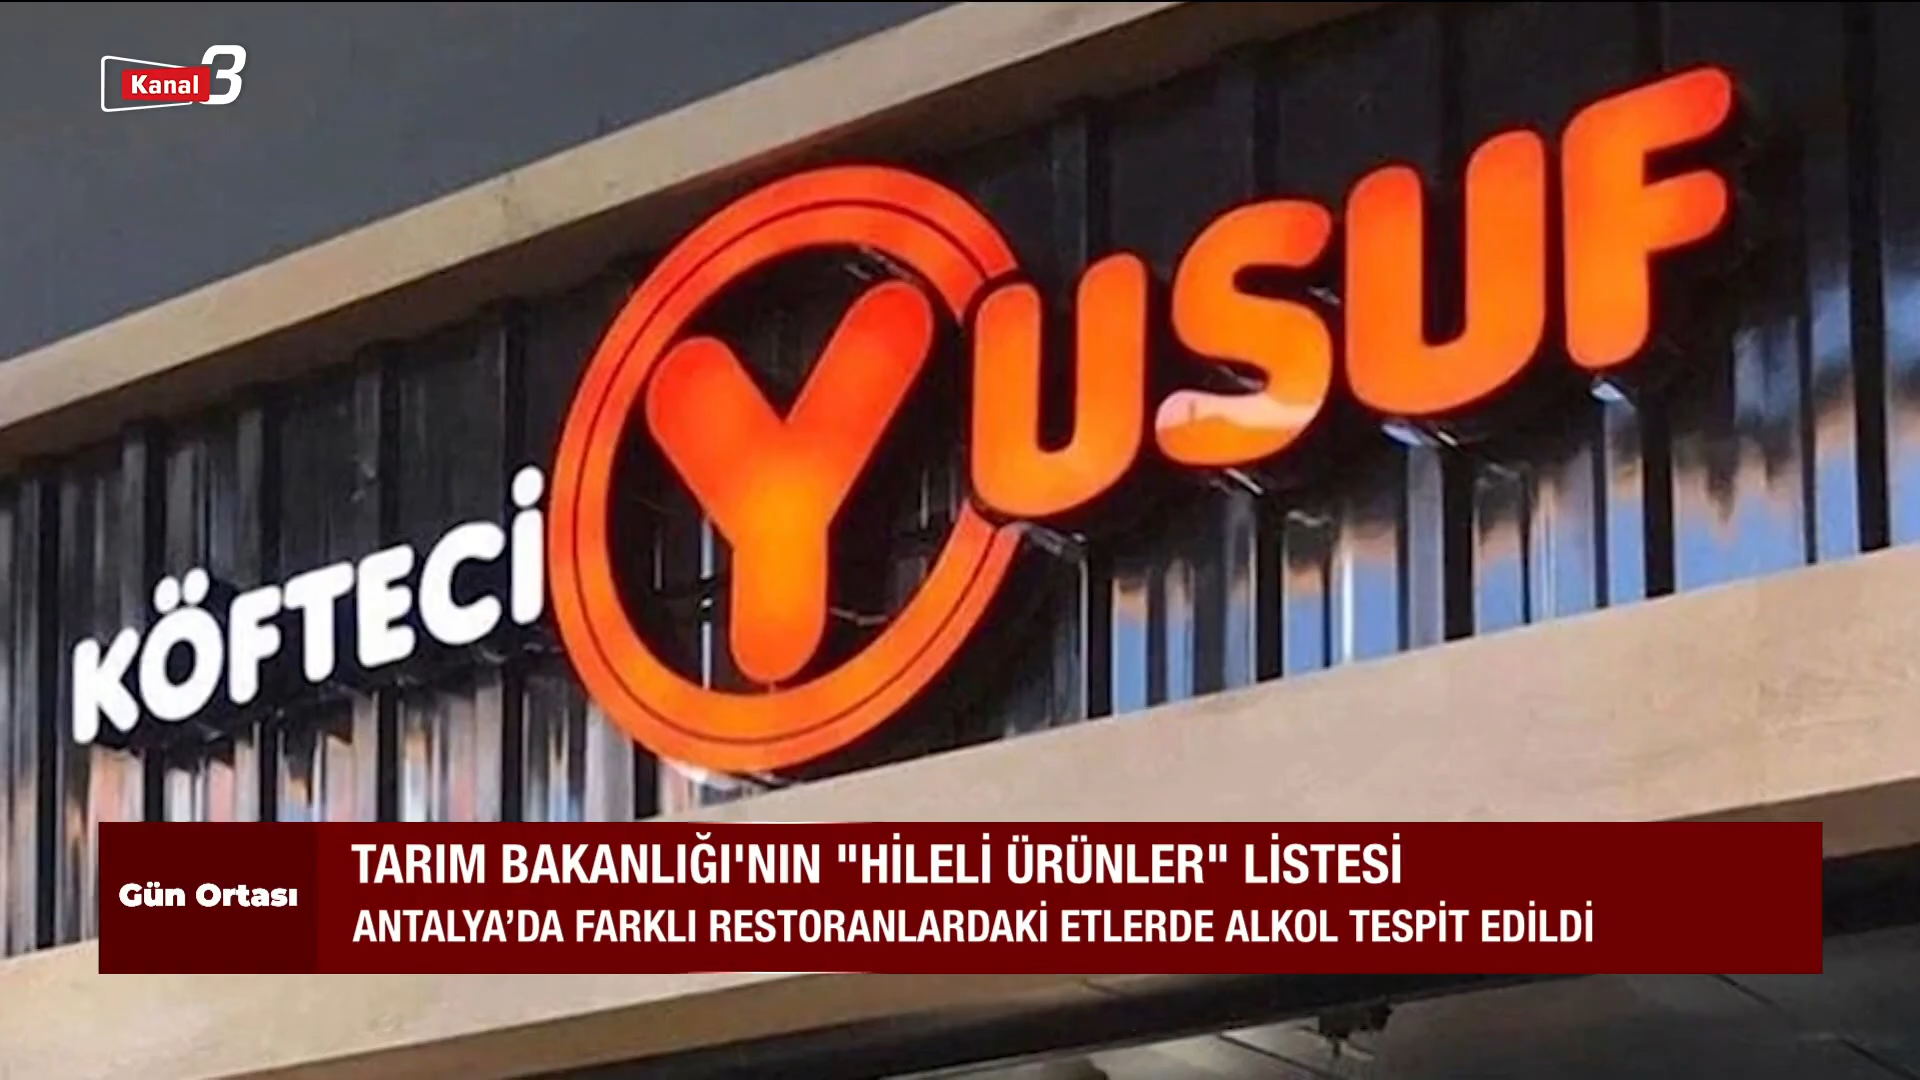 Kanal 3
KÖFTECİ YUSUF
Gün Ortası
TARIM BAKANLIĞI'NIN "HİLELİ ÜRÜNLER" LİSTESİ
ANTALYA’DA FARKLI RESTORANLARDAKİ ETLERDE ALKOL TESPİT EDİLDİ